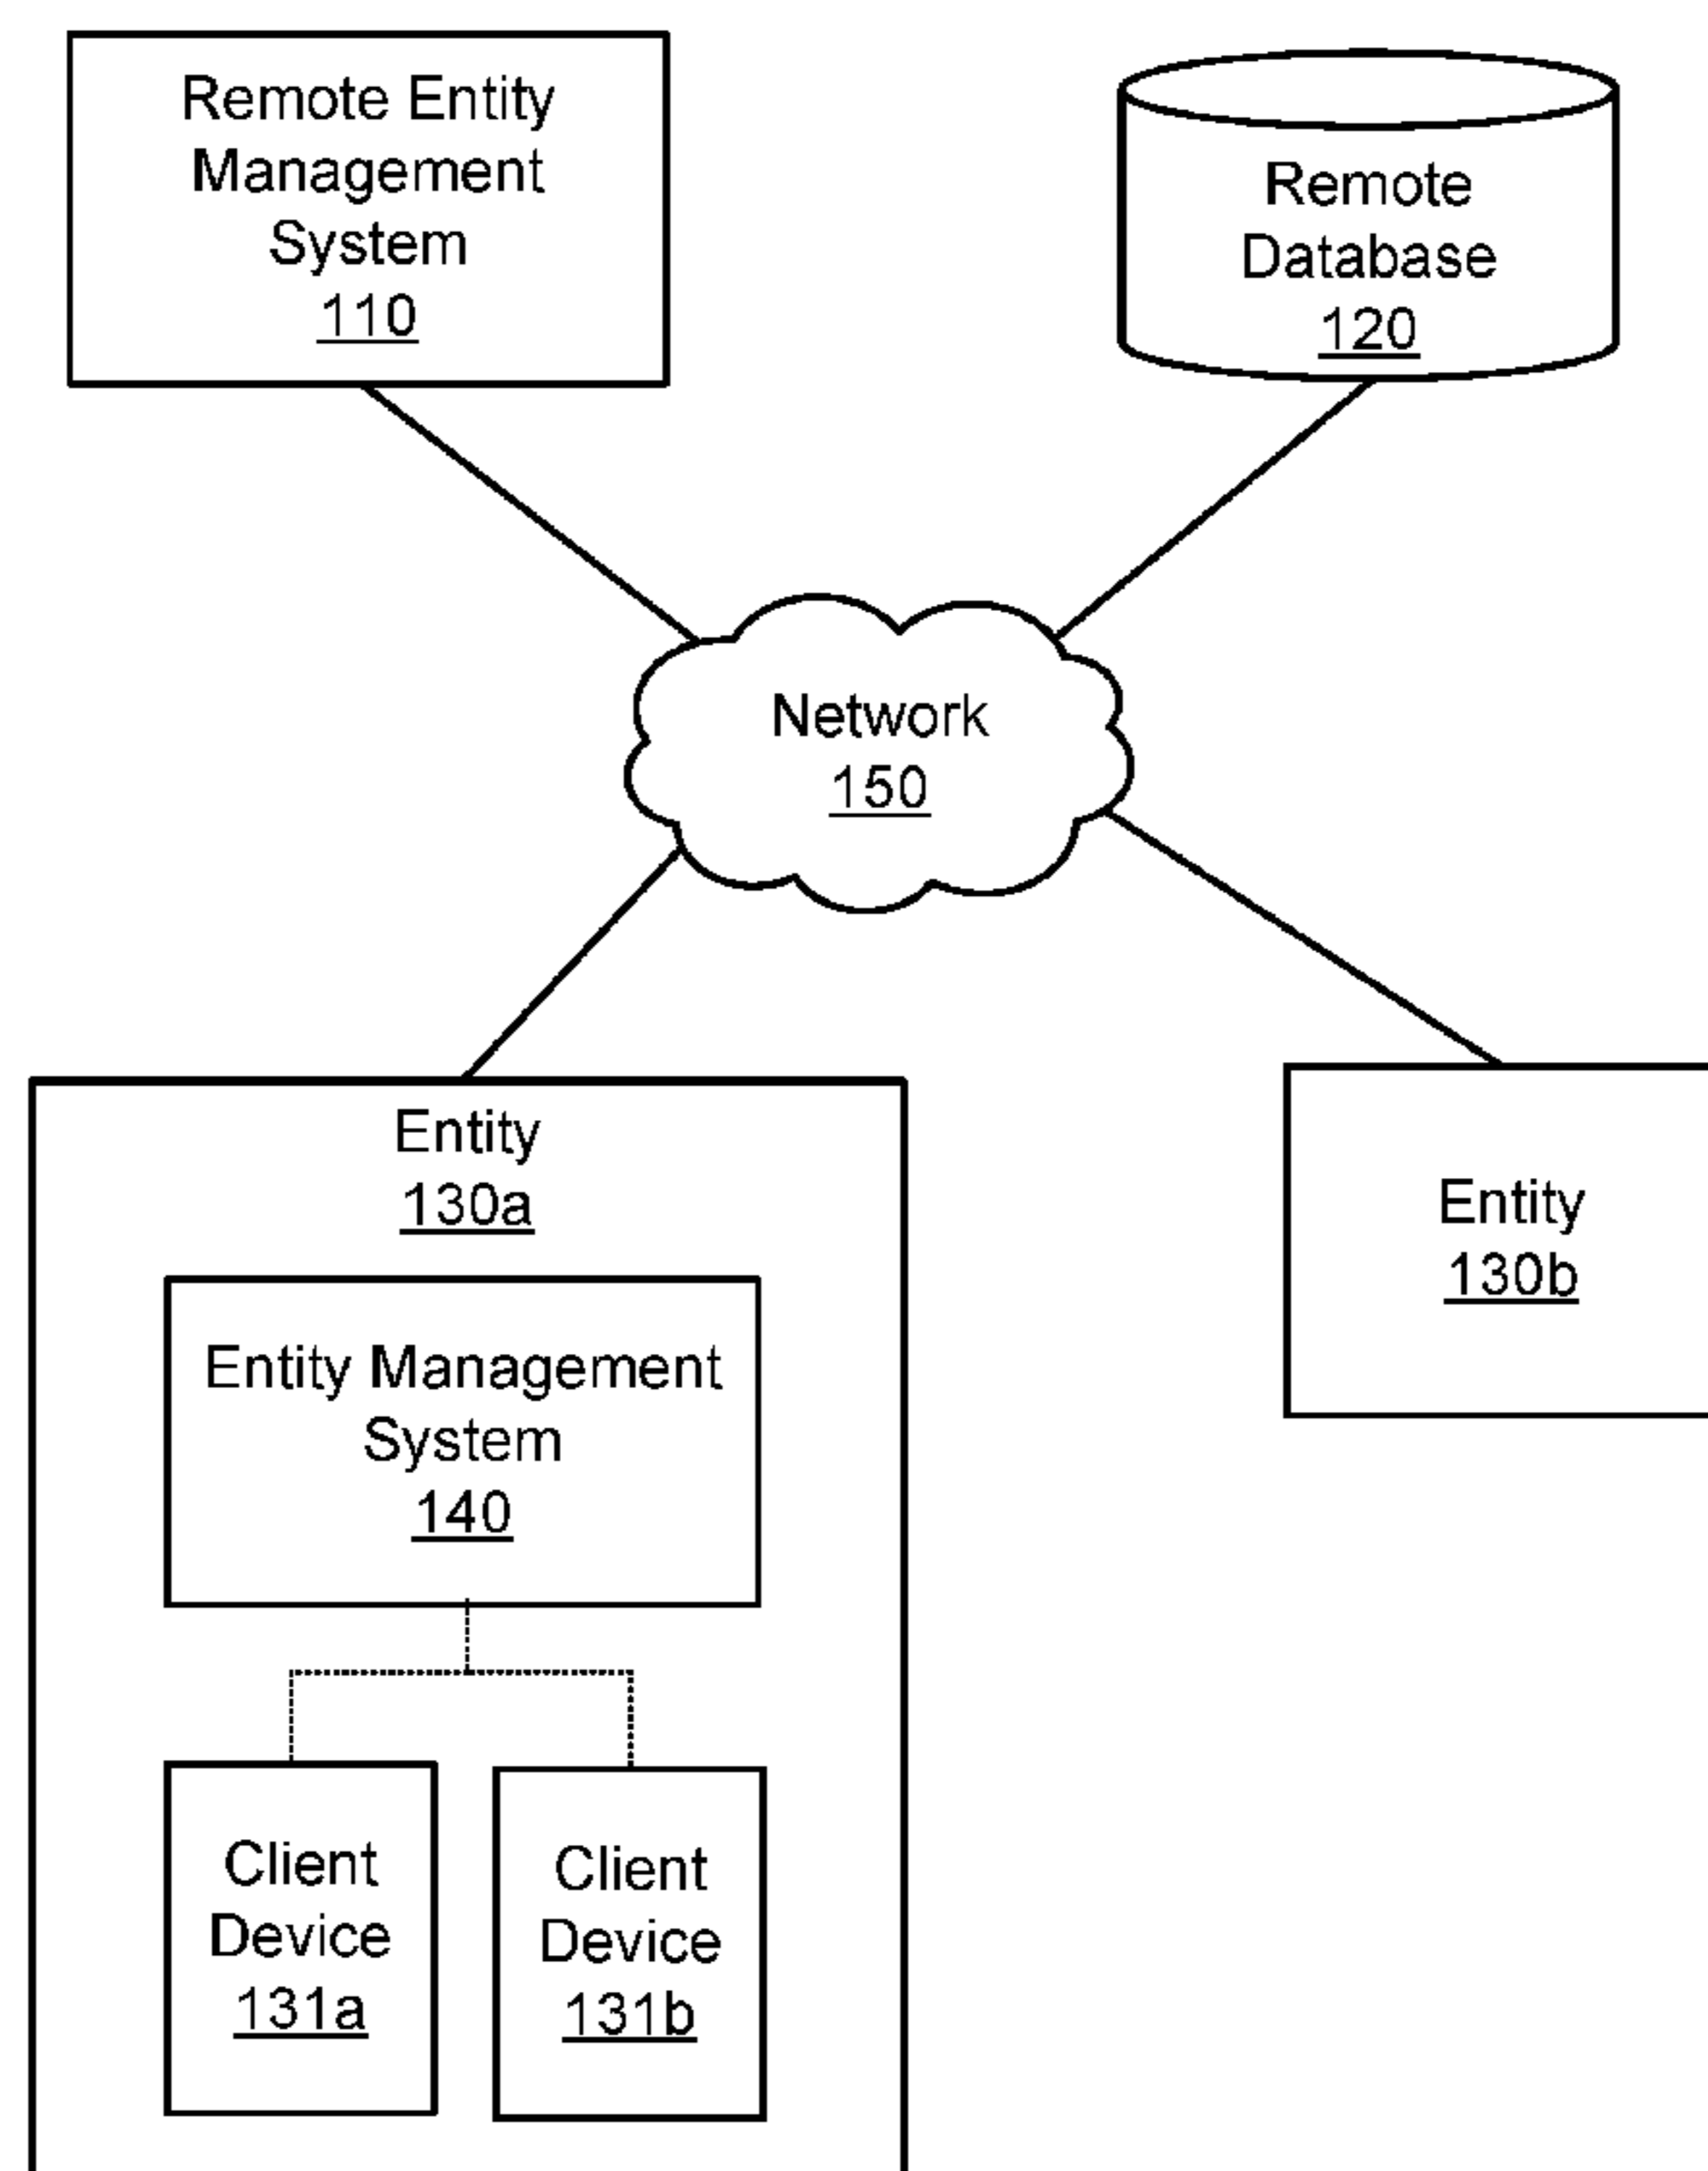 Remote Entity
Management
System
110
Remote
Database
120
Network
150
Entity
130a
Entity
130b
Entity Management
System
140
Client
Device
131a
Client
Device
131b